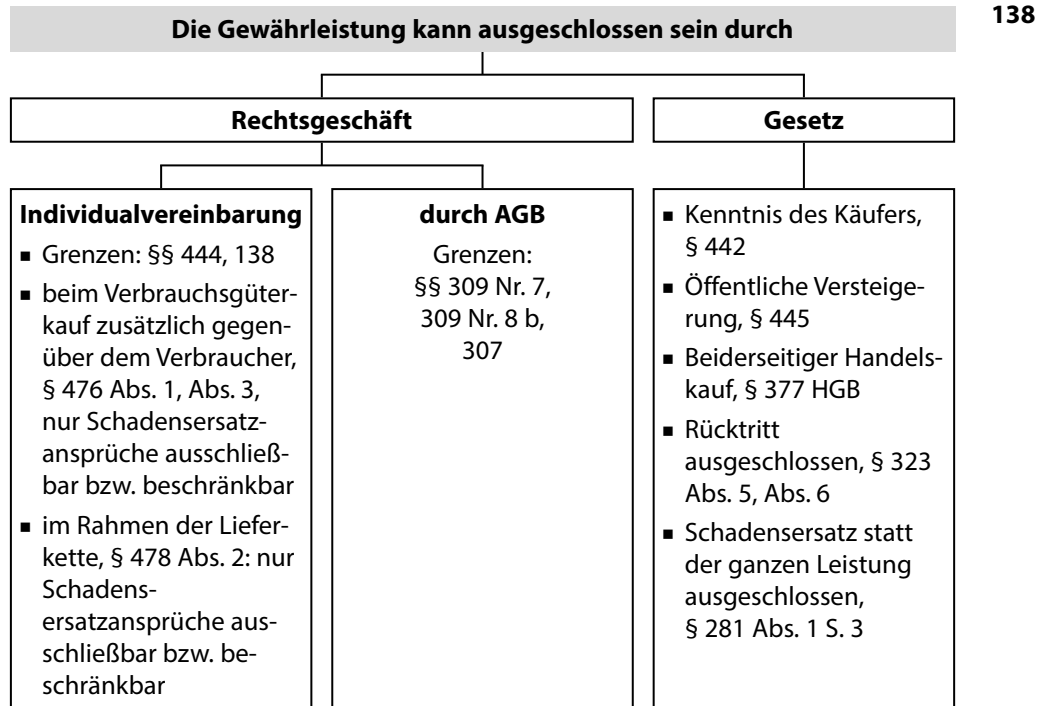 138
Die Gewährleistung kann ausgeschlossen sein durch
Rechtsgeschäft
Gesetz
Individualvereinbarung
■ Grenzen: §§ 444, 138
■ beim Verbrauchsgüter-
kauf zusätzlich gegen-
über dem Verbraucher,
§ 476 Abs. 1, Abs. 3,
nur Schadensersatz-
ansprüche ausschließ-
bar bzw. beschränkbar
■ im Rahmen der Liefer-
kette, § 478 Abs. 2: nur
Schadens-
ersatzansprüche aus-
schließbar bzw. be-
schränkbar
durch AGB
Grenzen:
§§ 309 Nr. 7,
309 Nr. 8 b,
307
■ Kenntnis des Käufers,
§ 442
■ Öffentliche Versteige-
rung, § 445
■ Beiderseitiger Handels-
kauf, § 377 HGB
■ Rücktritt
ausgeschlossen, § 323
Abs. 5, Abs. 6
■ Schadensersatz statt
der ganzen Leistung
ausgeschlossen,
§ 281 Abs. 1 S. 3